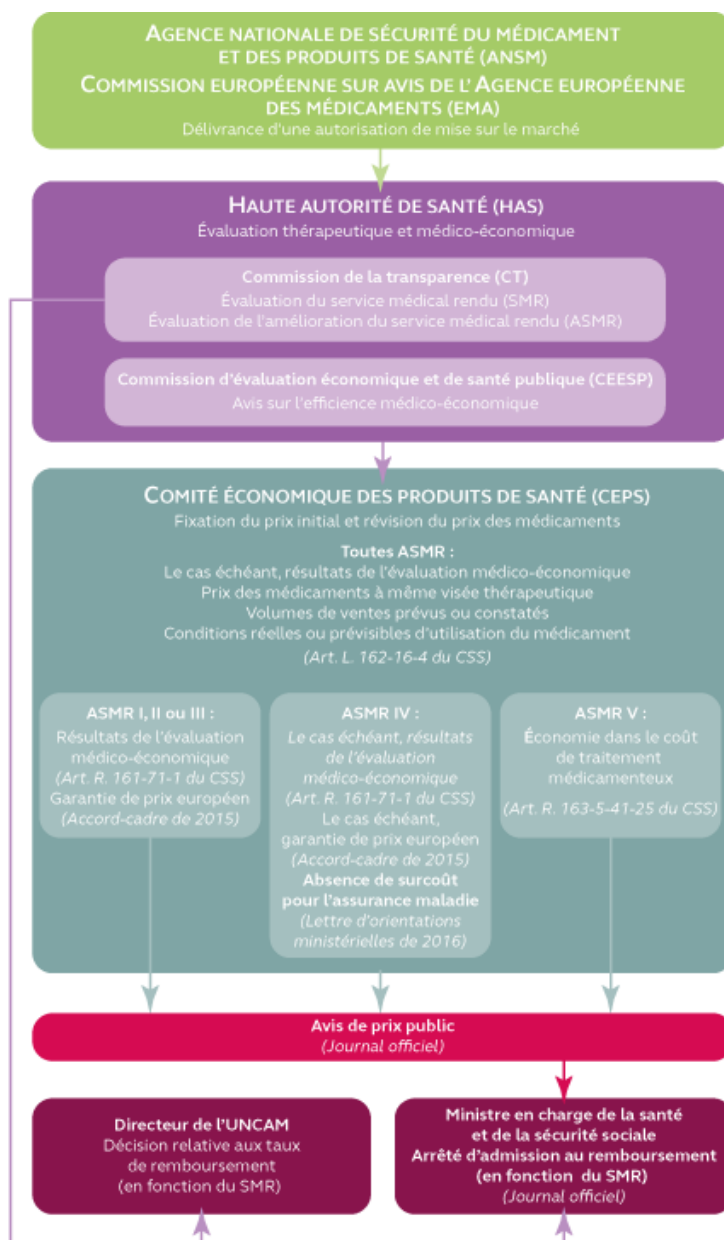 AGENCE NATIONALE DE SÉCURITÉ DU MÉDICAMENT
ET DES PRODUITS DE SANTÉ (ANSM)
COMMISSION EUROPÉENNE SUR AVIS DE L'AGENCE EUROPÉENNE
DES MÉDICAMENTS (EMA)
Délivrance d'une autorisation de mise sur le marché
HAUTE AUTORITÉ DE SANTÉ (HAS)
Évaluation thérapeutique et médico-économique
Commission de la transparence (CT)
Évaluation du service médical rendu (SMR)
Évaluation de l'amélioration du service médical rendu (ASMR)
Commission d'évaluation économique et de santé publique (CEESP)
Avis sur l'efficience médico-économique
COMITÉ ÉCONOMIQUE DES PRODUITS DE SANTÉ (CEPS)
Fixation du prix initial et révision du prix des médicaments
Toutes ASMR :
Le cas échéant, résultats de l'évaluation médico-économique
Prix des médicaments à même visée thérapeutique
Volumes de ventes prévus ou constatés
Conditions réelles ou prévisibles d'utilisation du médicament
(Art. L. 162-16-4 du CSS)
ASMR I, II ou III :
Résultats de l'évaluation
médico-économique
(Art. R. 161-71-1 du CSS)
Garantie de prix européen
(Accord-cadre de 2015)
ASMR IV :
Le cas échéant, résultats
de l'évaluation
médico-économique
(Art. R. 161-71-1 du CSS)
Le cas échéant,
garantie de prix européen
(Accord-cadre de 2015)
Absence de surcoût
pour l'assurance maladie
(Lettre d'orientations
ministérielles de 2016)
ASMR V :
Économie dans le coût
de traitement
médicamenteux
(Art. R. 163-5-41-25 du CSS)
Avis de prix public
(Journal officiel)
Directeur de l'UNCAM
Décision relative aux taux
de remboursement
(en fonction du SMR)
Ministre en charge de la santé
et de la sécurité sociale
Arrêté d'admission au remboursement
(en fonction du SMR)
(Journal officiel)